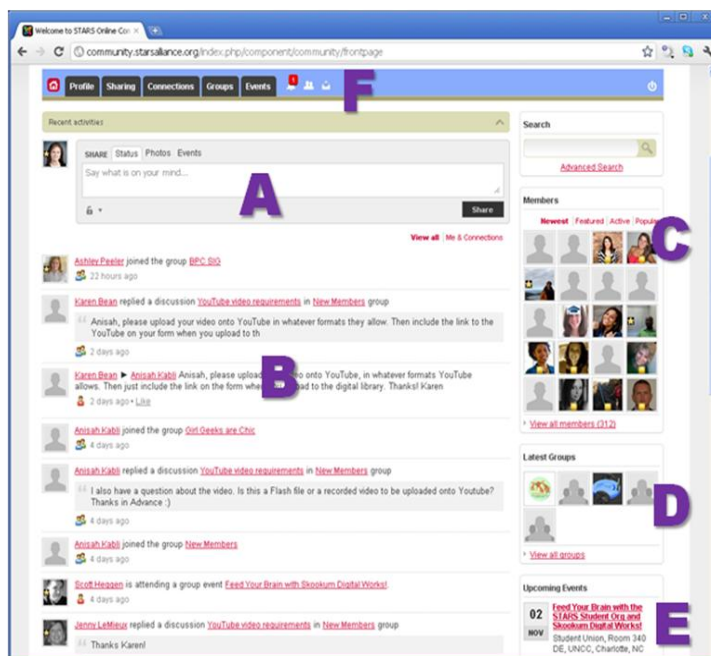 Welcome to STARS Online Con
community.starsalliance.org/index.php/component/community/frontpage
Profile Sharing Connections Groups Events
F
Recent activities
SHARE Status Photos Events
Say what is on your mind...
A
Share
View all Me & Connections
Ashley Peeler joined the group BPC SIG
22 hours ago
Karen Bean replied a discussion YouTube video requirements in New Members group
Anisah, please upload your video onto YouTube in whatever formats they allow. Then include the link to the
YouTube on your form when you upload to th
2 days ago
Karen Bean ► Anisah Kabli Anisah, please upload onto YouTube, in whatever formats YouTube
allows. Then just include the link on the form to the digital library. Thanks! Karen
B
2 days ago • Like
Anisah Kabli joined the group Girl Geeks are Chic
4 days ago
Anisah Kabli replied a discussion YouTube video requirements in New Members group
I also have a question about the video. Is this a Flash file or a recorded video to be uploaded onto Youtube?
Thanks in Advance :)
4 days ago
Anisah Kabli joined the group New Members
4 days ago
Scott Heggen is attending a group event Feed Your Brain with Skookum Digital Works!.
4 days ago
Jenny LeMieux replied a discussion YouTube video requirements in New Members group
Thanks Karen!
Search
Advanced Search
Members
Newest Featured Active Popular
C
View all members (312)
Latest Groups
D
View all groups
Upcoming Events
02
NOV
Feed Your Brain with the
STARS Student Org and
Skookum Digital Works!
Student Union, Room 340
DE, UNCC, Charlotte, NC
E